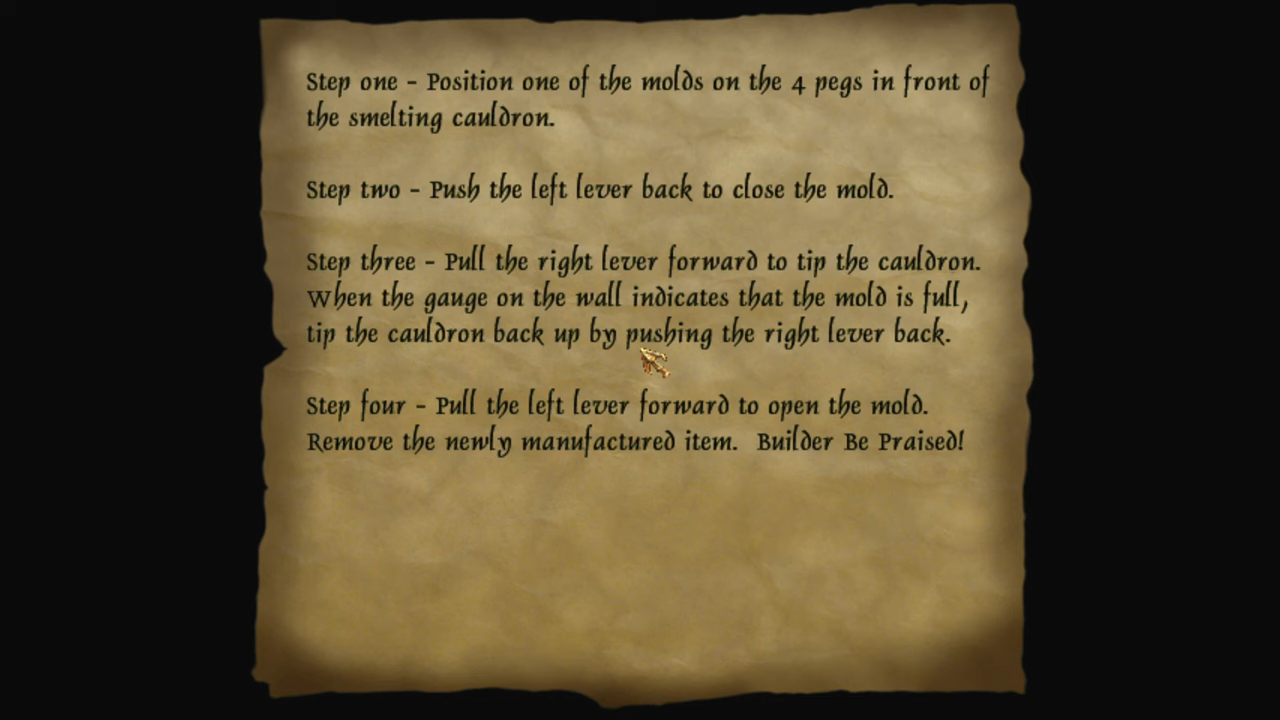 Step one - Position one of the molds on the 4 pegs in front of
the smelting cauldron.
Step two - Push the left lever back to close the mold.
Step three - Pull the right lever forward to tip the cauldron.
When the gauge on the wall indicates that the mold is full,
tip the cauldron back up by pushing the right lever back.
Step four - Pull the left lever forward to open the mold.
Remove the newly manufactured item.  Builder Be Praised!